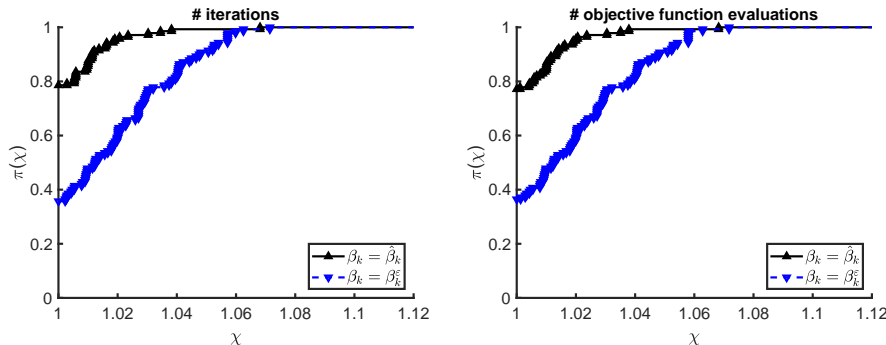 # iterations
1
0.8
0.6
0.4
0.2
0
π(χ)
1 1.02 1.04 1.06 1.08 1.1 1.12
χ
β_k = β̂_k
β_k = β_k^ε
# objective function evaluations
1
0.8
0.6
0.4
0.2
0
π(χ)
1 1.02 1.04 1.06 1.08 1.1 1.12
χ
β_k = β̂_k
β_k = β_k^ε